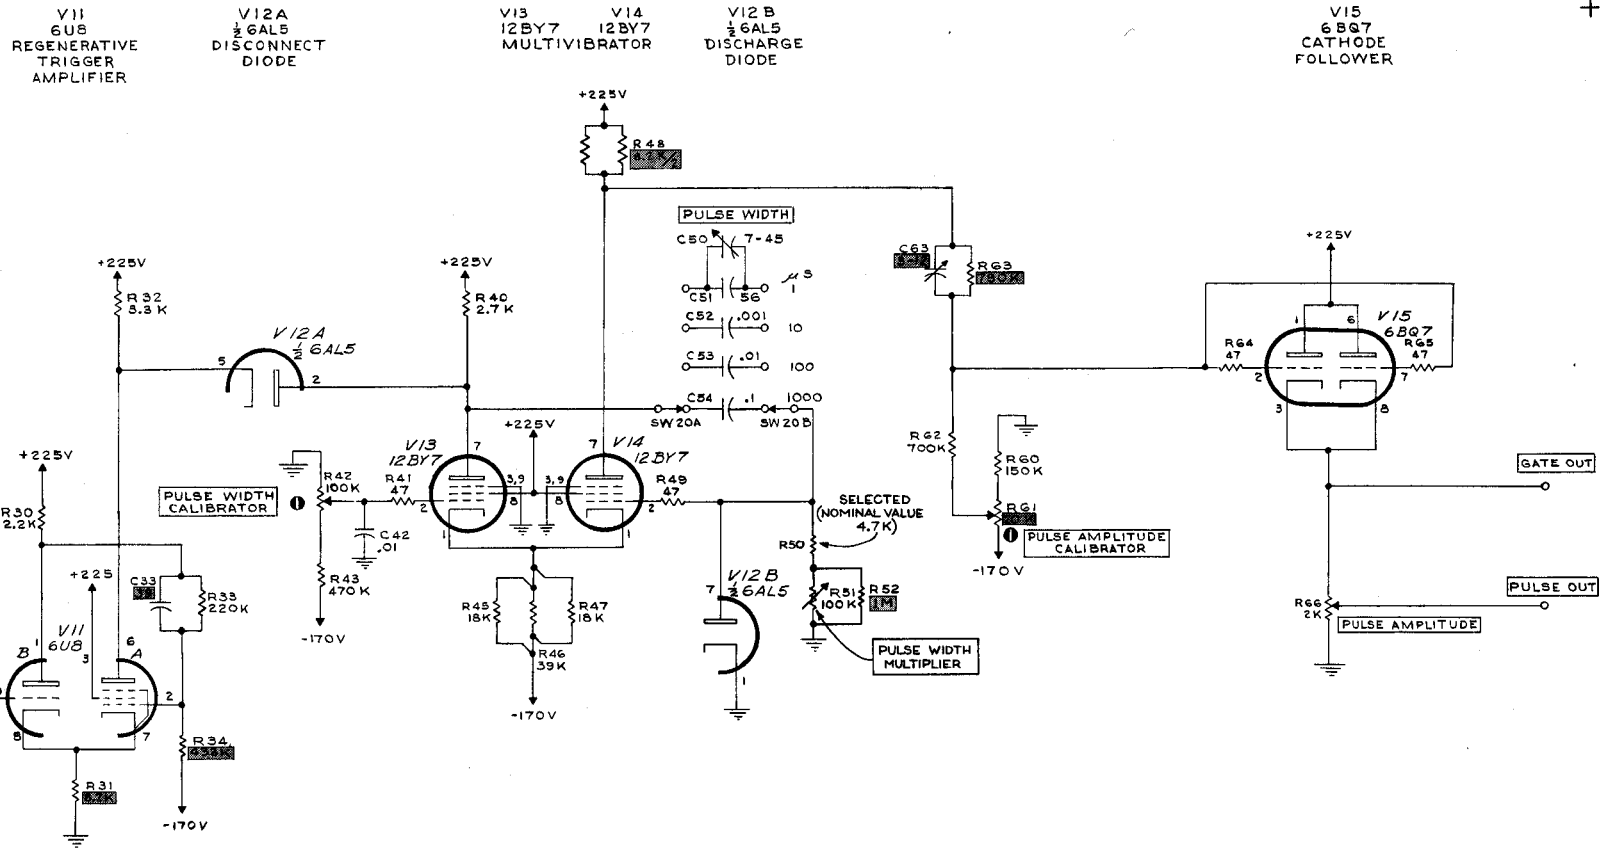 V11
6U8
REGENERATIVE
TRIGGER
AMPLIFIER
V12A
½ 6AL5
DISCONNECT
DIODE
V13 V14
12BY7 12BY7
MULTIVIBRATOR
V12B
½ 6AL5
DISCHARGE
DIODE
V15
6BQ7
CATHODE
FOLLOWER
+225V
R48
8.2K/2
PULSE WIDTH
C50 7-45
μS
C51 56 1
C52 .001 10
C53 .01 100
C54 .1 1000
SW20A SW20B
+225V
R32
3.3K
+225V
R40
2.7K
V12A
½ 6AL5
5
2
C63
R63
780K
+225V
1 6
V15
6BQ7
R64
47
R65
47
2 7
3 8
+225V
V13
12BY7
7
V14
12BY7
7
R41
47
2
3,9
8
3,9
8
R49
47
2
1 1
R42
100K
PULSE WIDTH
CALIBRATOR
1
C42
.01
R43
470K
-170V
R45
18K
R47
18K
R46
39K
-170V
SELECTED
(NOMINAL VALUE
4.7K)
R50
R51
100K
R52
1M
PULSE WIDTH
MULTIPLIER
V12B
½ 6AL5
7
1
R62
700K
R60
150K
R61
1
PULSE AMPLITUDE
CALIBRATOR
-170V
GATE OUT
PULSE OUT
R66
2K
PULSE AMPLITUDE
+225V
R30
2.2K
+225
C33
R33
220K
V11
6U8
B
1
3
6
A
2
8 7
R34
R31
-170V